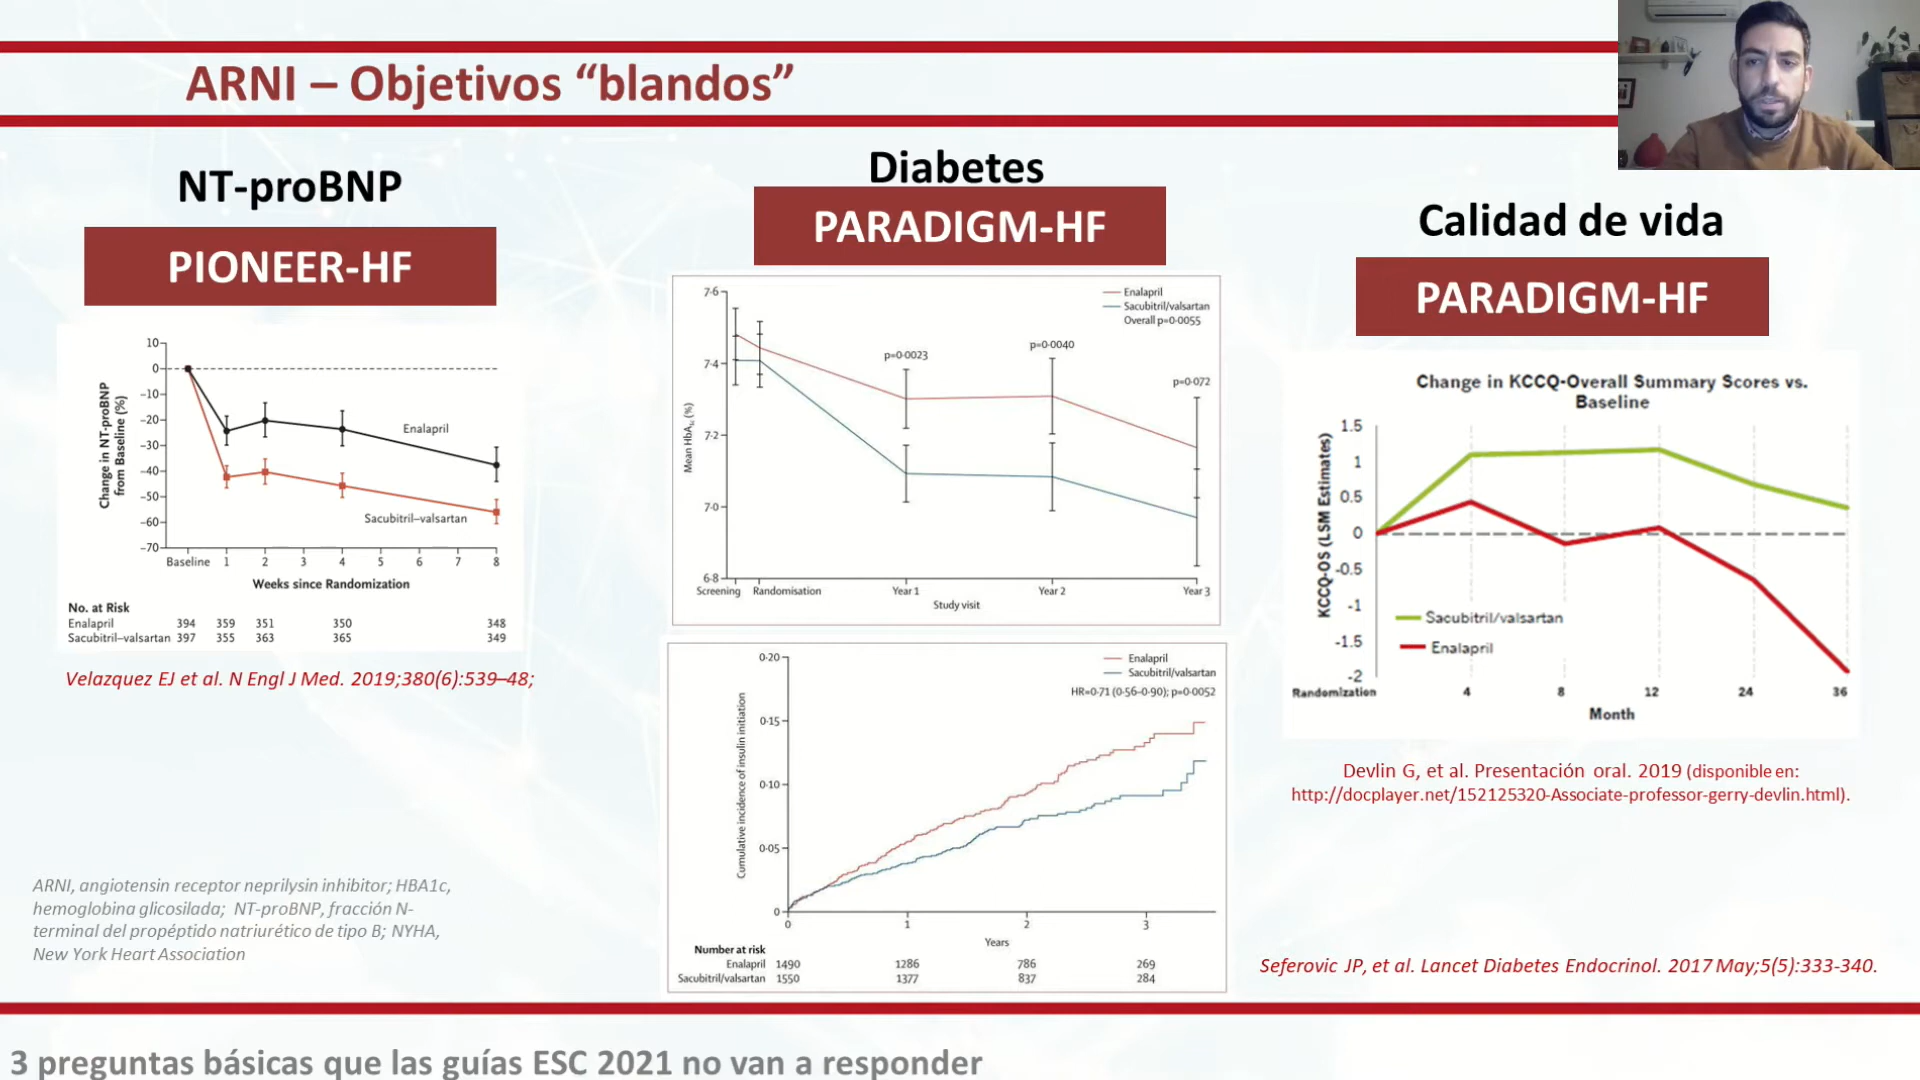 ARNI – Objetivos “blandos”
NT-proBNP
PIONEER-HF
10
0
-10
-20
-30
-40
-50
-60
-70
Change in NT-proBNP
from Baseline (%)
Enalapril
Sacubitril–valsartan
Baseline 1 2 3 4 5 6 7 8
Weeks since Randomization
No. at Risk
Enalapril 394 359 351 350 348
Sacubitril–valsartan 397 355 363 365 349
Velazquez EJ et al. N Engl J Med. 2019;380(6):539–48;
ARNI, angiotensin receptor neprilysin inhibitor; HBA1c,
hemoglobina glicosilada; NT-proBNP, fracción N-
terminal del propéptido natriurético de tipo B; NYHA,
New York Heart Association
Diabetes
PARADIGM-HF
7·6
7·4
7·2
7·0
6·8
Mean HbA1c (%)
Enalapril
Sacubitril/valsartan
Overall p=0·0055
p=0·0023
p=0·0040
p=0·072
Screening Randomisation Year 1 Year 2 Year 3
Study visit
0·20
0·15
0·10
0·05
0
Cumulative incidence of insulin initiation
Enalapril
Sacubitril/valsartan
HR=0·71 (0·56–0·90); p=0·0052
0 1 2 3
Years
Number at risk
Enalapril 1490 1286 786 269
Sacubitril/valsartan 1550 1377 837 284
Calidad de vida
PARADIGM-HF
Change in KCCQ-Overall Summary Scores vs.
Baseline
KCCQ-OS (LSM Estimates)
1.5
1
0.5
0
-0.5
-1
-1.5
-2
Sacubitril/valsartan
Enalapril
Randomization 4 8 12 24 36
Month
Devlin G, et al. Presentación oral. 2019 (disponible en:
http://docplayer.net/152125320-Associate-professor-gerry-devlin.html).
Seferovic JP, et al. Lancet Diabetes Endocrinol. 2017 May;5(5):333-340.
3 preguntas básicas que las guías ESC 2021 no van a responder